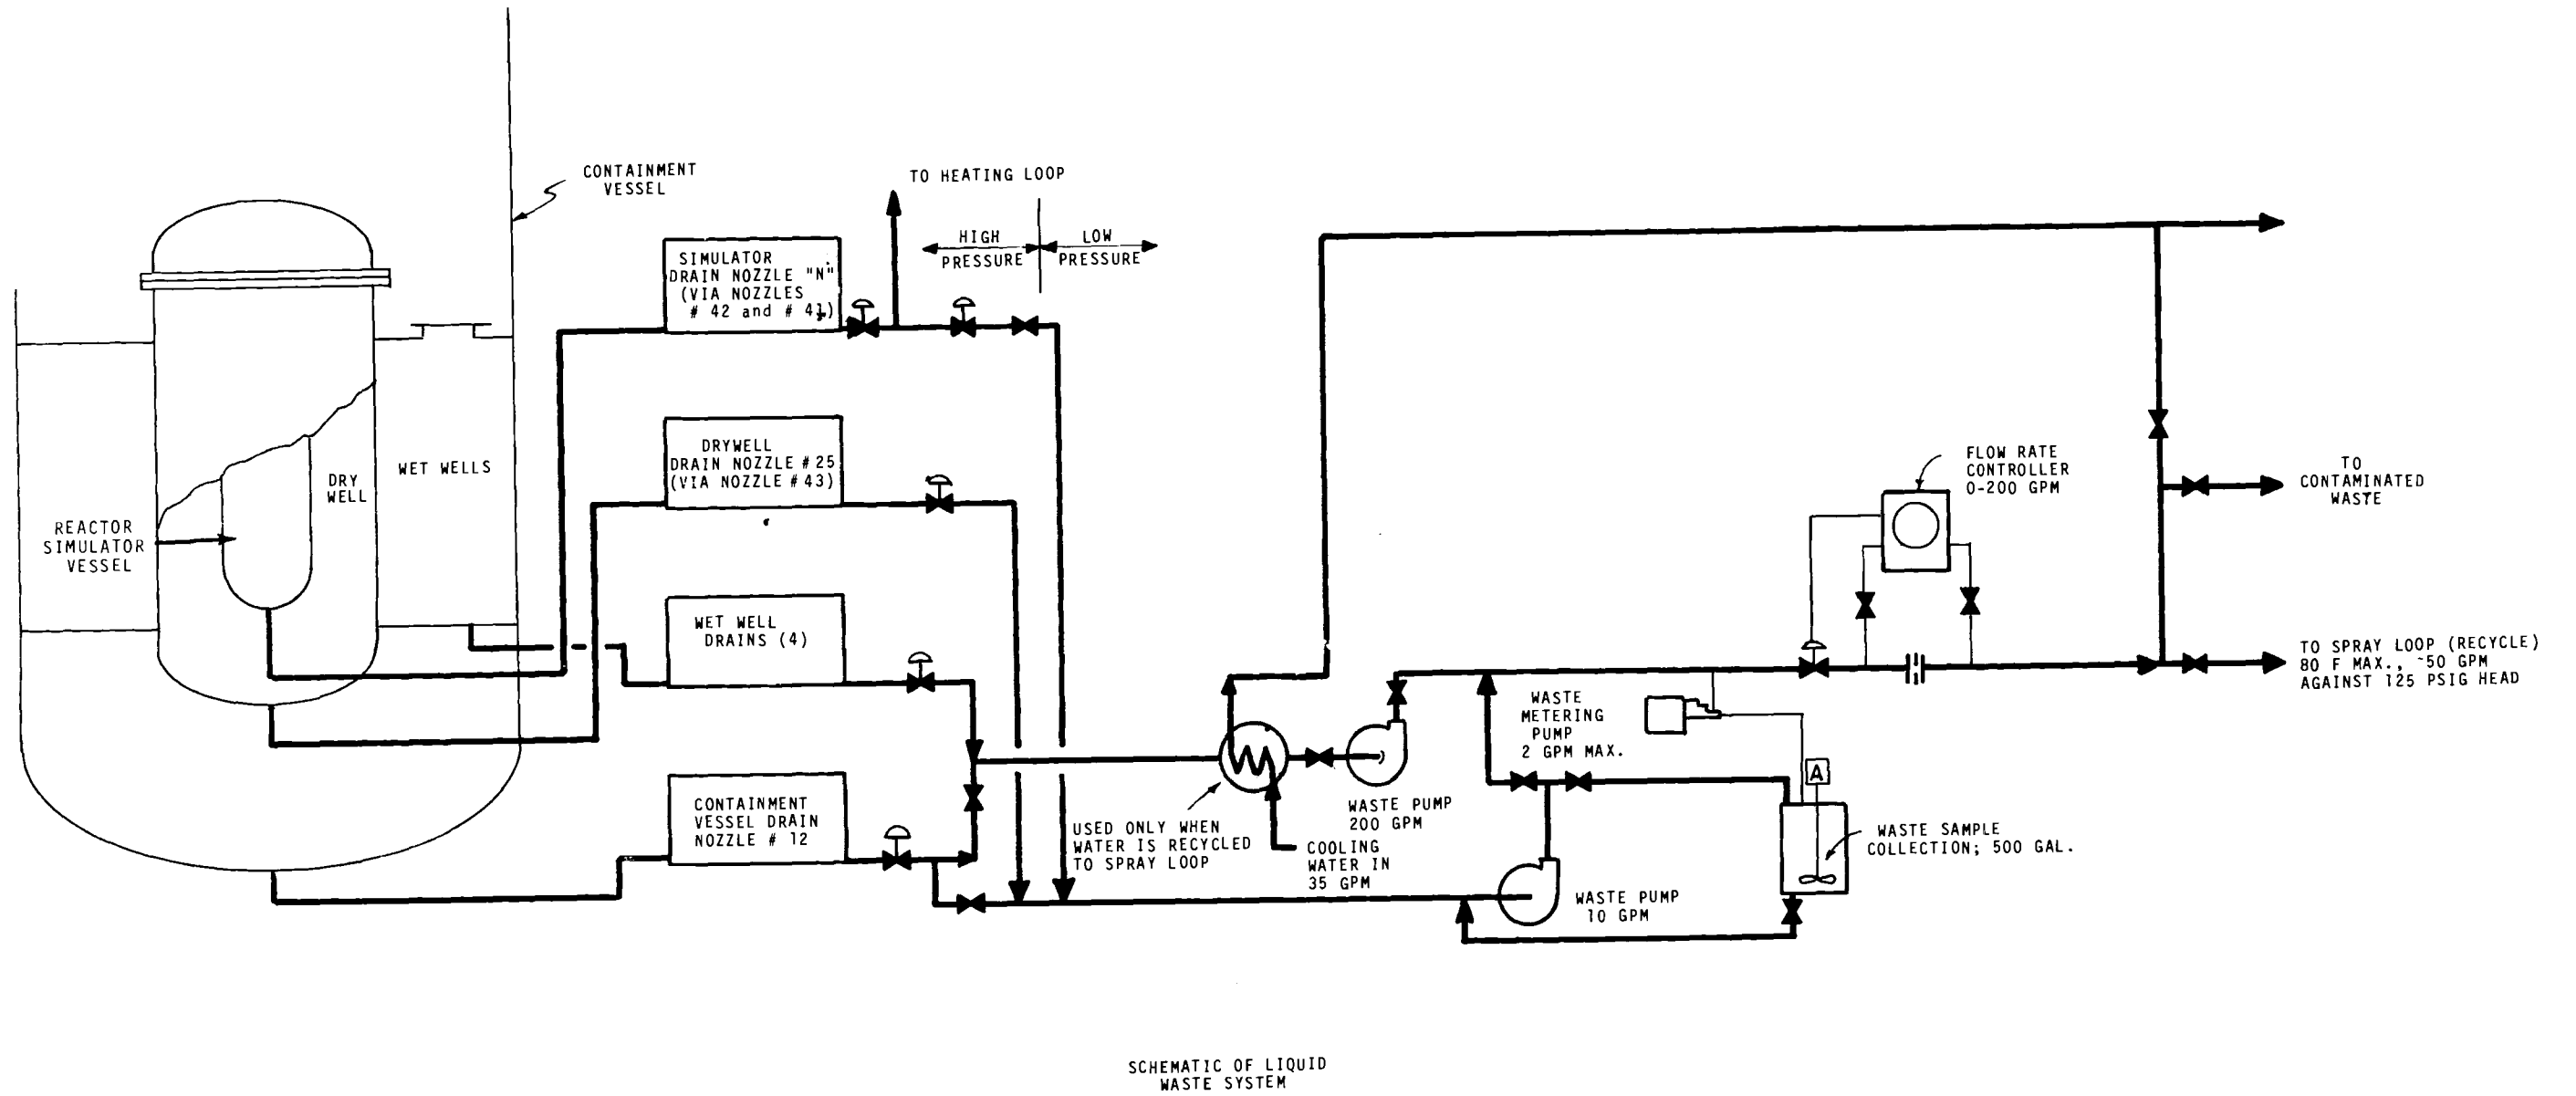 CONTAINMENT
VESSEL
TO HEATING LOOP
HIGH
PRESSURE
LOW
PRESSURE
SIMULATOR
DRAIN NOZZLE "N"
(VIA NOZZLES
# 42 and # 41)
DRYWELL
DRAIN NOZZLE #25
(VIA NOZZLE #43)
WET WELLS
DRY
WELL
REACTOR
SIMULATOR
VESSEL
WET WELL
DRAINS (4)
CONTAINMENT
VESSEL DRAIN
NOZZLE # 12
USED ONLY WHEN
WATER IS RECYCLED
TO SPRAY LOOP
COOLING
WATER IN
35 GPM
WASTE PUMP
200 GPM
WASTE
METERING
PUMP
2 GPM MAX.
WASTE PUMP
10 GPM
FLOW RATE
CONTROLLER
0-200 GPM
A
WASTE SAMPLE
COLLECTION; 500 GAL.
TO
CONTAMINATED
WASTE
TO SPRAY LOOP (RECYCLE)
80 F MAX., ~50 GPM
AGAINST 125 PSIG HEAD
SCHEMATIC OF LIQUID
WASTE SYSTEM